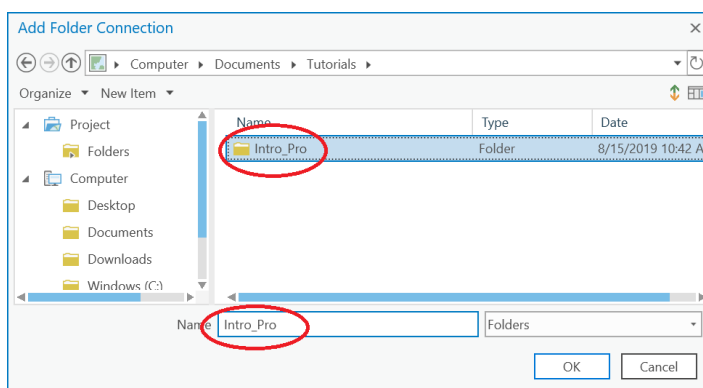 Add Folder Connection
Computer Documents Tutorials
Organize New Item
Project
Folders
Computer
Desktop
Documents
Downloads
Windows (C:)
Name Type Date
Intro_Pro Folder 8/15/2019 10:42 A
Name Intro_Pro Folders
OK Cancel